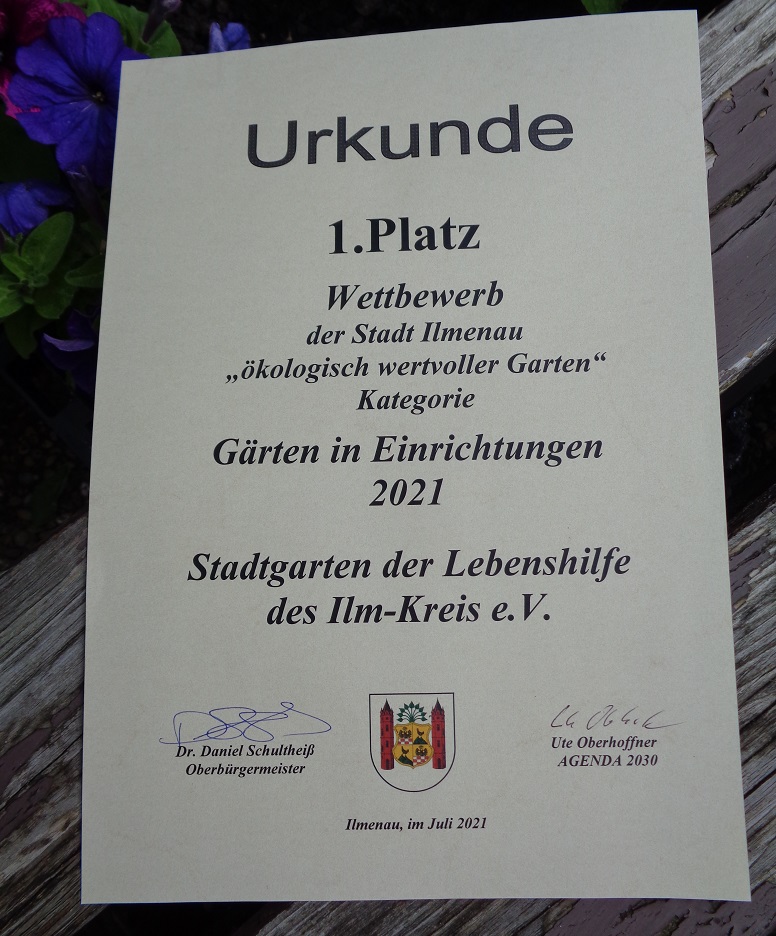 Urkunde
1.Platz
Wettbewerb
der Stadt Ilmenau
„ökologisch wertvoller Garten“
Kategorie
Gärten in Einrichtungen
2021
Stadtgarten der Lebenshilfe
des Ilm-Kreis e.V.
Dr. Daniel Schultheiß
Oberbürgermeister
Ute Oberhoffner
AGENDA 2030
Ilmenau, im Juli 2021